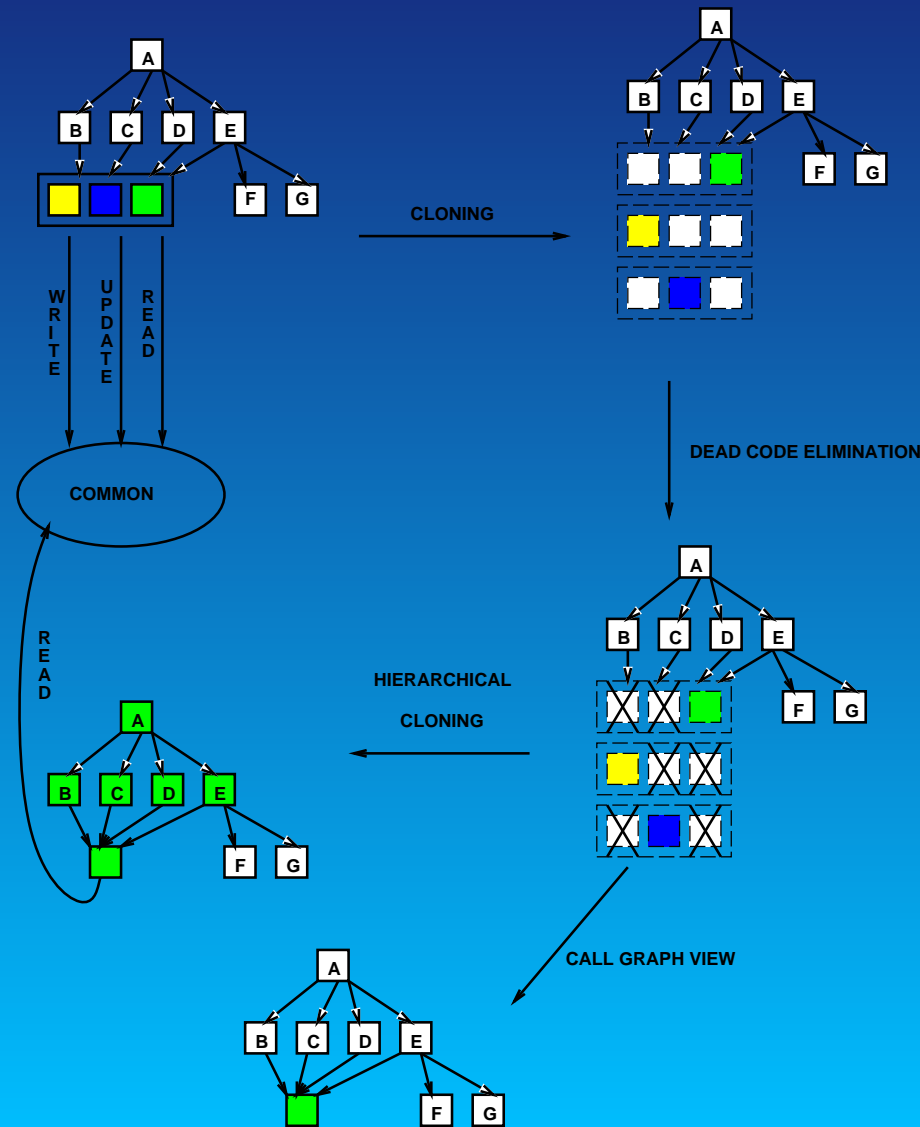 A
B C D E
F G
WRITE
UPDATE
READ
COMMON
CLONING
A
B C D E
F G
DEAD CODE ELIMINATION
A
B C D E
F G
HIERARCHICAL
CLONING
READ
A
B C D E
F G
CALL GRAPH VIEW
A
B C D E
F G